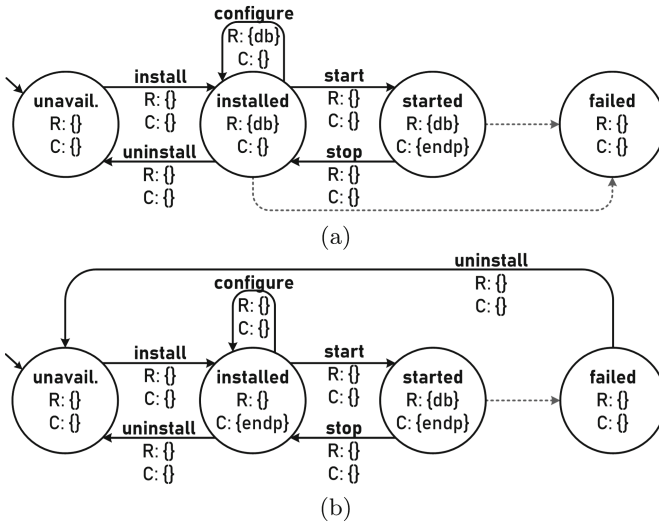 configure
R: {db}
C: {}
install
R: {}
C: {}
start
R: {}
C: {}
unavail.
R: {}
C: {}
installed
R: {db}
C: {}
started
R: {db}
C: {endp}
failed
R: {}
C: {}
uninstall
R: {}
C: {}
stop
R: {}
C: {}
(a)
uninstall
R: {}
C: {}
configure
R: {}
C: {}
install
R: {}
C: {}
start
R: {}
C: {}
unavail.
R: {}
C: {}
installed
R: {}
C: {endp}
started
R: {db}
C: {endp}
failed
R: {}
C: {}
uninstall
R: {}
C: {}
stop
R: {}
C: {}
(b)